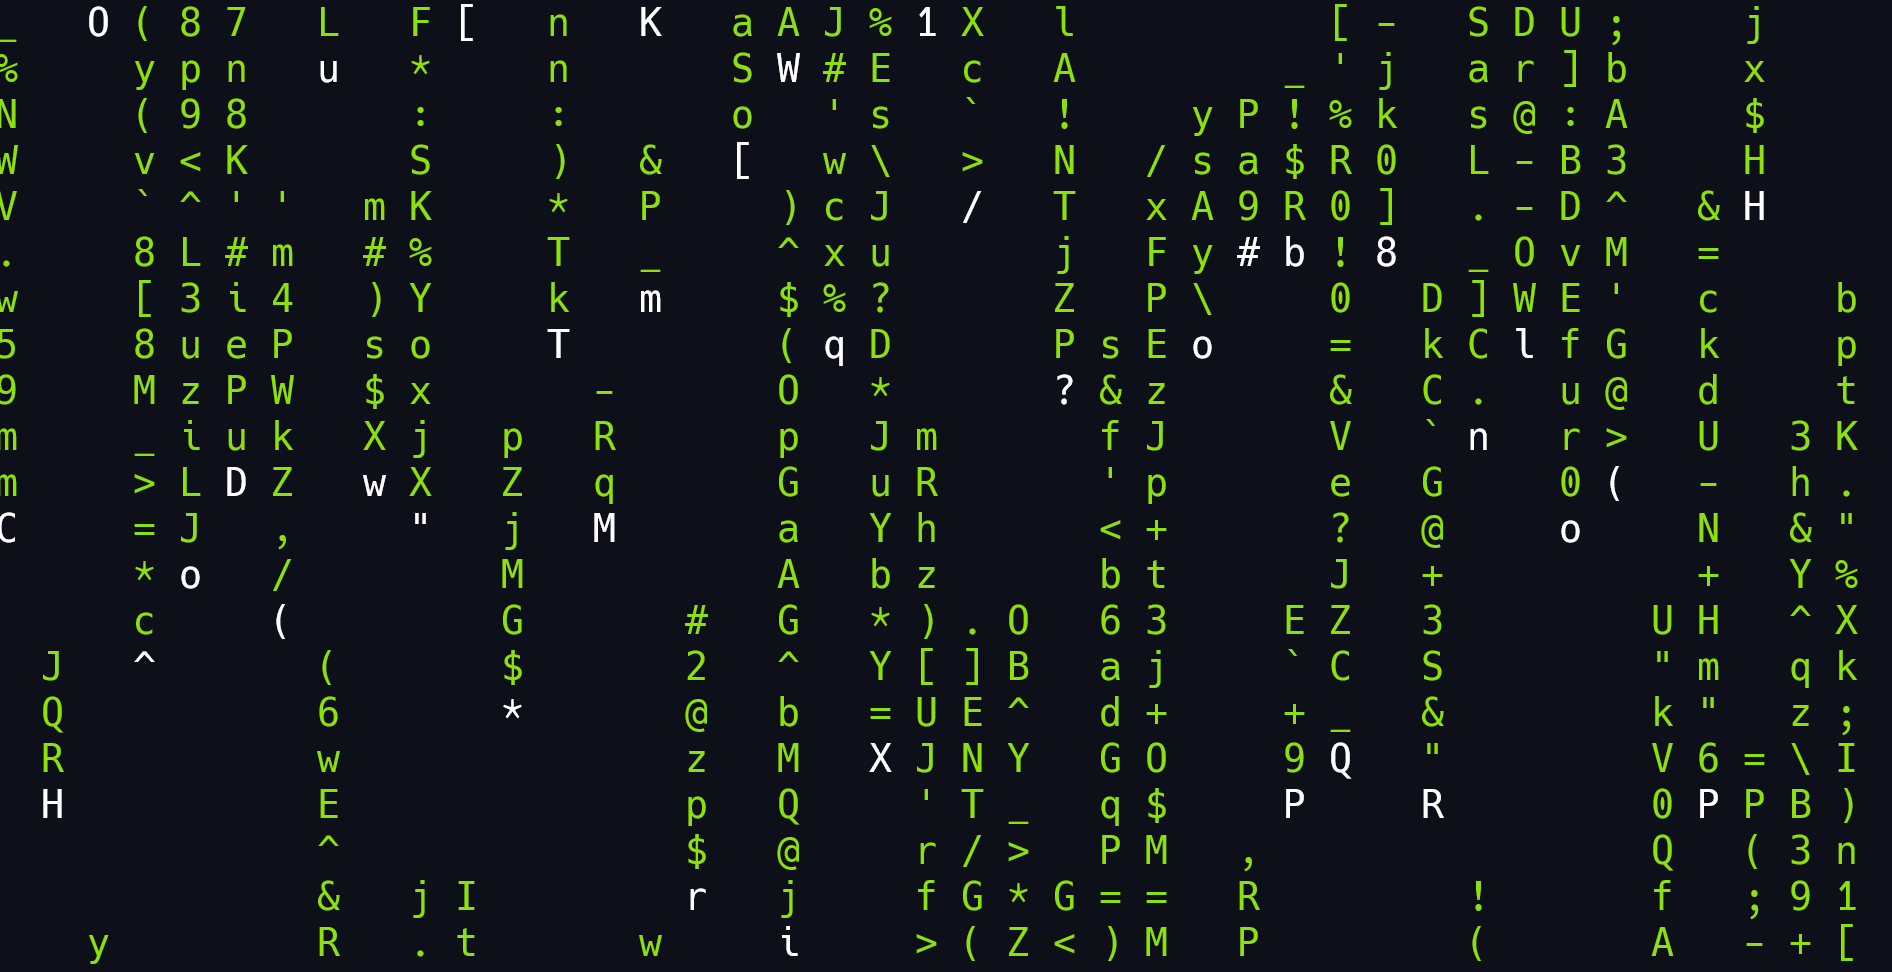 _ O ( 8 7 L F [ n K a A J % 1 X l [ - S D U ; j
% y p n u * n S W # E c A _ ' j a r ] b x
N ( 9 8 : : o ' s ` ! y P ! % k s @ : A $
W v < K S ) & [ w \ > N / s a $ R 0 L - B 3 H
V ` ^ ' ' m K * P ) c J / T x A 9 R 0 ] . - D ^ & H
. 8 L # m # % T _ ^ x u j F y # b ! 8 _ O v M =
w [ 3 i 4 ) Y k m $ % ? Z P \ 0 D ] W E ' c b
5 8 u e P s o T ( q D P s E o = k C l f G k p
9 M z P W $ x - O * ? & z & C . u @ d t
m _ i u k X j p R p J m f J V ` n r > U 3 K
m > L D Z w X Z q G u R ' p e G 0 ( - h .
C = J , " j M a Y h < + ? @ o N & "
* o / M A b z b t J + + Y %
c ( G # G * ) . O 6 3 E Z 3 U H ^ X
J ^ ( $ 2 ^ Y [ ] B a j ` C S " m q k
Q 6 * @ b = U E ^ d + + _ & k " z ;
R w z M X J N Y G O 9 Q " V 6 = \ I
H E p Q ' T _ q $ P R 0 P P B )
^ $ @ r / > P M , Q ( 3 n
& j I r j f G * G = = R ! f ; 9 1
y R . t w i > ( Z < ) M P ( A - + [